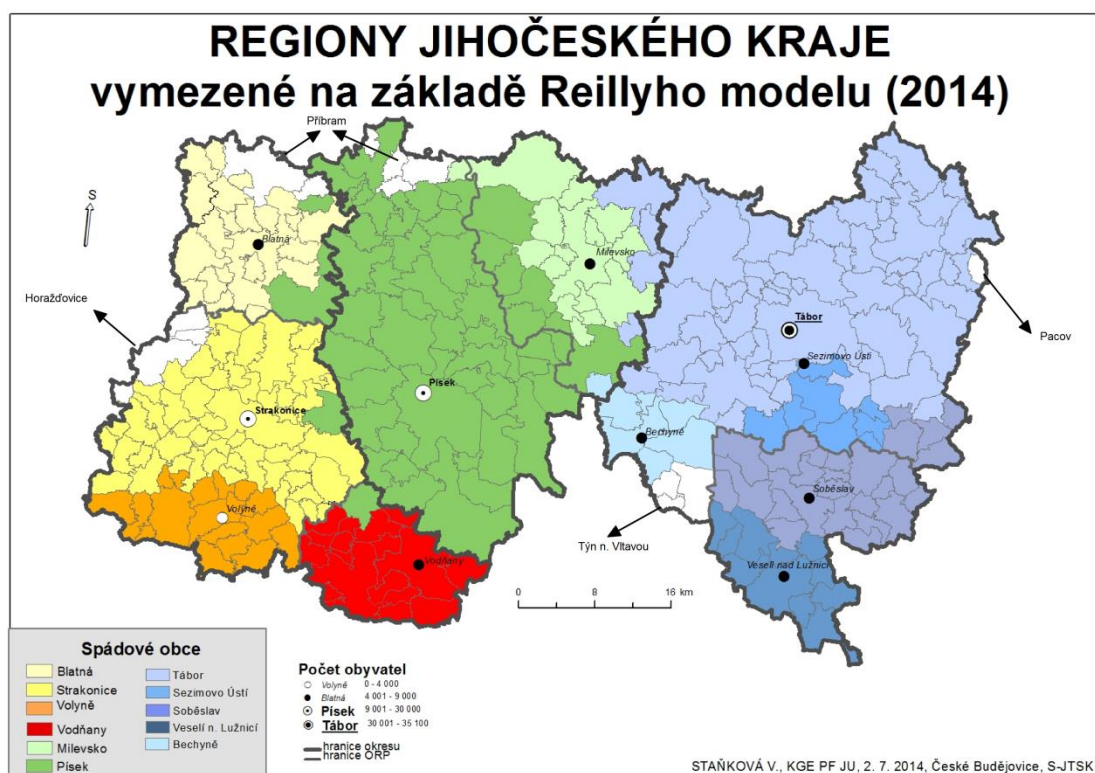 REGIONY JIHOČESKÉHO KRAJE
vymezené na základě Reillyho modelu (2014)
Příbram
S
Blatná
Milevsko
Horažďovice
Pacov
Tábor
Sezimovo Ústí
Písek
Strakonice
Bechyně
Soběslav
Volyně
Týn n. Vltavou
Vodňany
Veselí nad Lužnicí
0 8 16 km
Spádové obce
Blatná
Strakonice
Volyně
Vodňany
Milevsko
Písek
Tábor
Sezimovo Ústí
Soběslav
Veselí n. Lužnicí
Bechyně
Počet obyvatel
Volyně 0 - 4 000
Blatná 4 001 - 9 000
Písek 9 001 - 30 000
Tábor 30 001 - 35 100
hranice okresu
hranice ORP
STAŇKOVÁ V., KGE PF JU, 2. 7. 2014, České Budějovice, S-JTSK